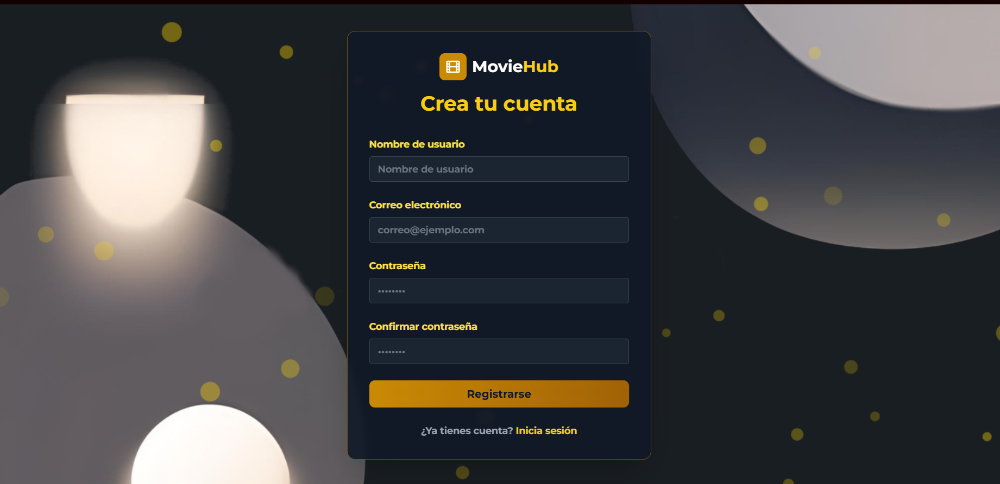 MovieHub
Crea tu cuenta
Nombre de usuario
Nombre de usuario
Correo electrónico
correo@ejemplo.com
Contraseña
••••••••
Confirmar contraseña
••••••••
Registrarse
¿Ya tienes cuenta? Inicia sesión